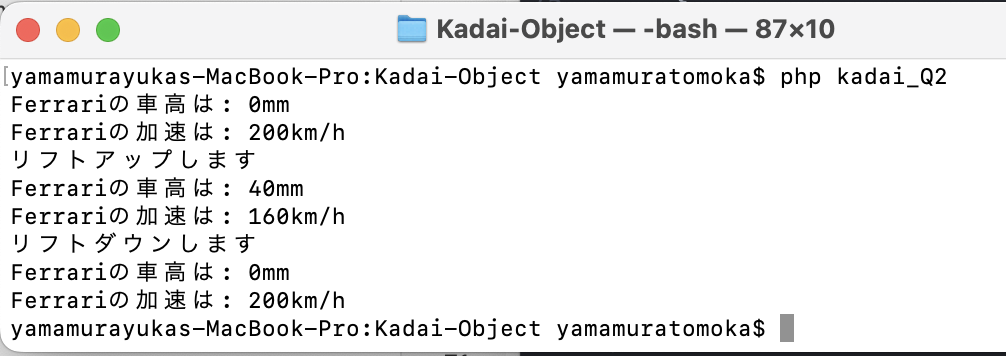 Kadai-Object — -bash — 87×10
yamamurayukas-MacBook-Pro:Kadai-Object yamamuratomoka$ php kadai_Q2
Ferrariの車高は: 0mm
Ferrariの加速は: 200km/h
リフトアップします
Ferrariの車高は: 40mm
Ferrariの加速は: 160km/h
リフトダウンします
Ferrariの車高は: 0mm
Ferrariの加速は: 200km/h
yamamurayukas-MacBook-Pro:Kadai-Object yamamuratomoka$